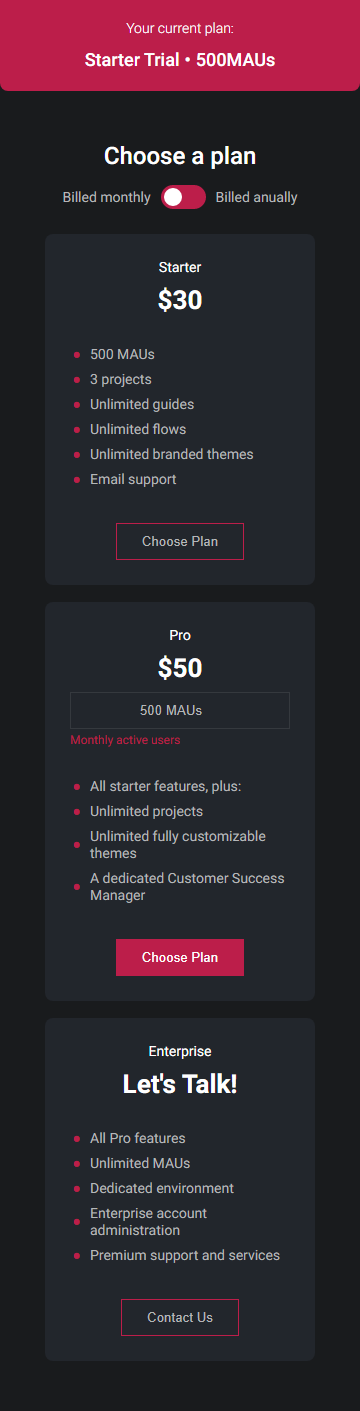 Your current plan:
Starter Trial • 500MAUs
Choose a plan
Billed monthly
Billed anually
Starter
$30
500 MAUs
3 projects
Unlimited guides
Unlimited flows
Unlimited branded themes
Email support
Choose Plan
Pro
$50
500 MAUs
Monthly active users
All starter features, plus:
Unlimited projects
Unlimited fully customizable
themes
A dedicated Customer Success
Manager
Choose Plan
Enterprise
Let's Talk!
All Pro features
Unlimited MAUs
Dedicated environment
Enterprise account
administration
Premium support and services
Contact Us